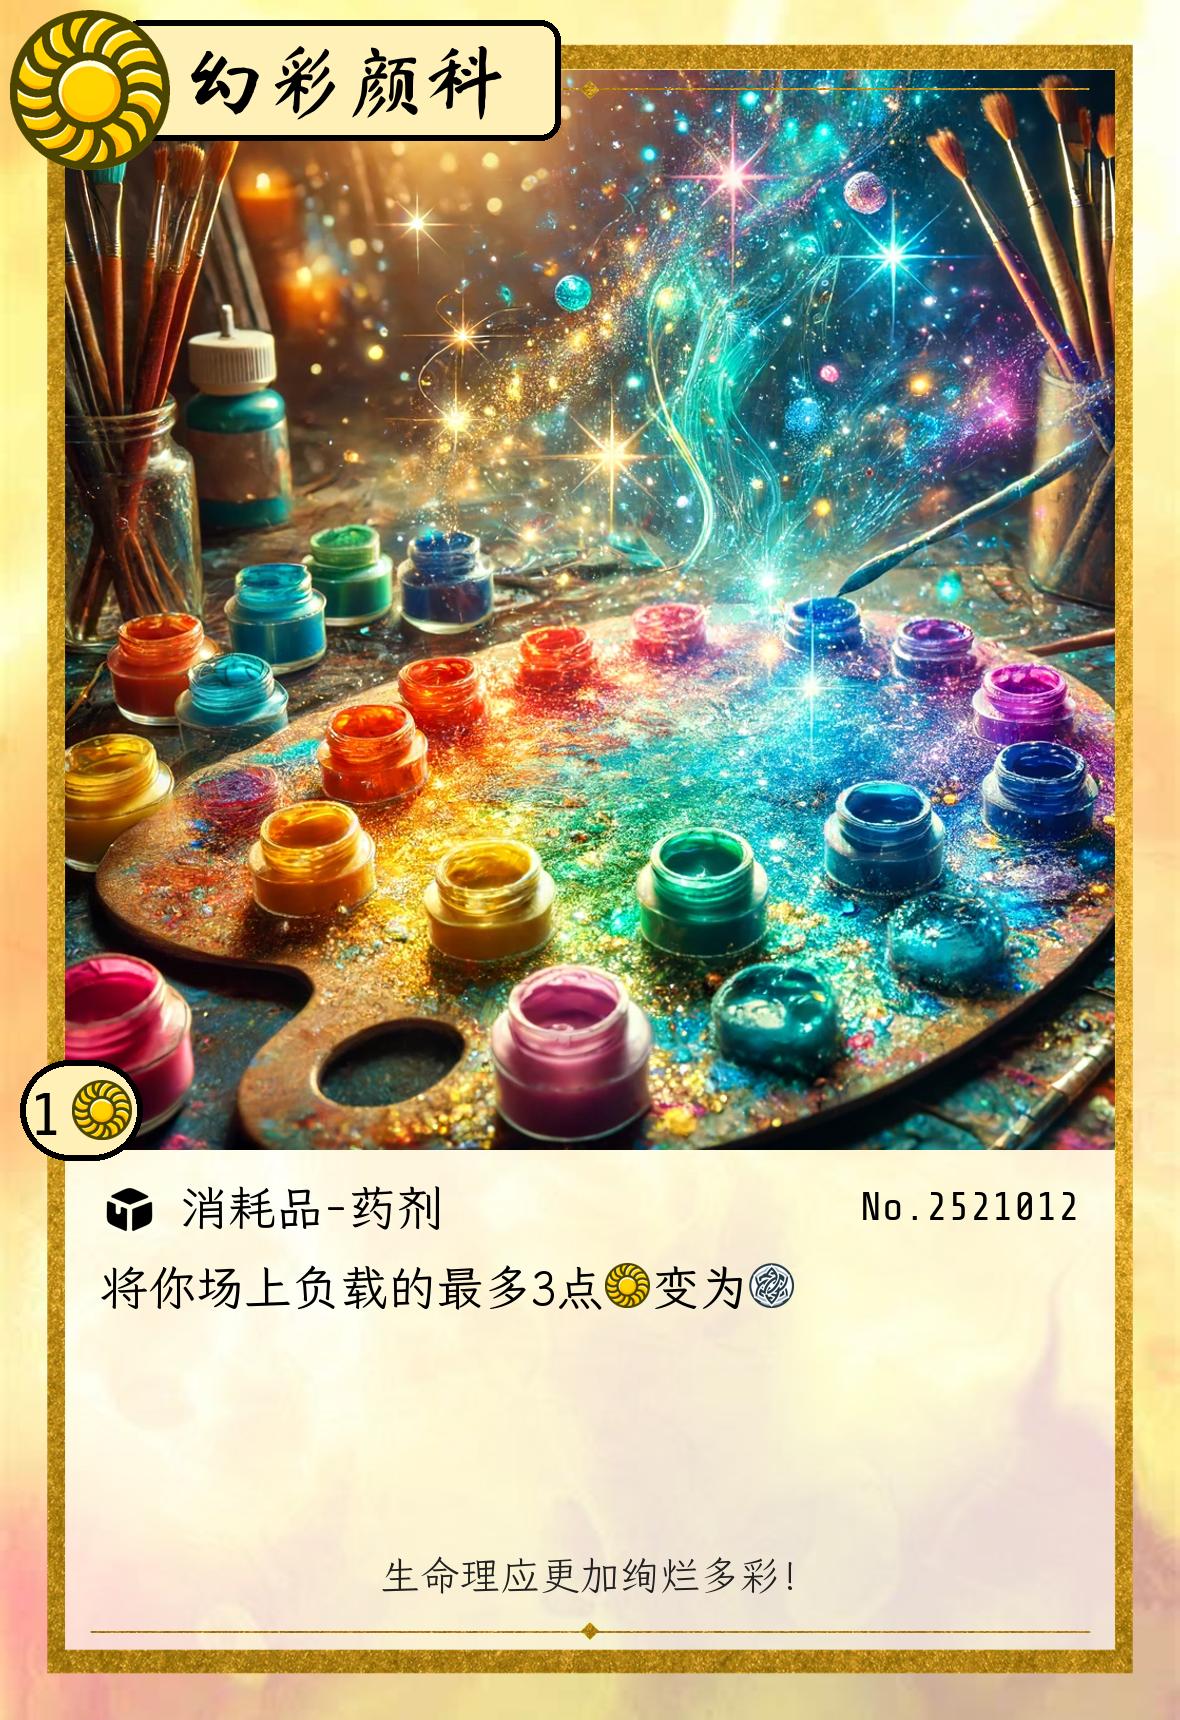 幻彩颜科
1
消耗品-药剂
No.2521012
将你场上负载的最多3点变为
生命理应更加绚烂多彩!